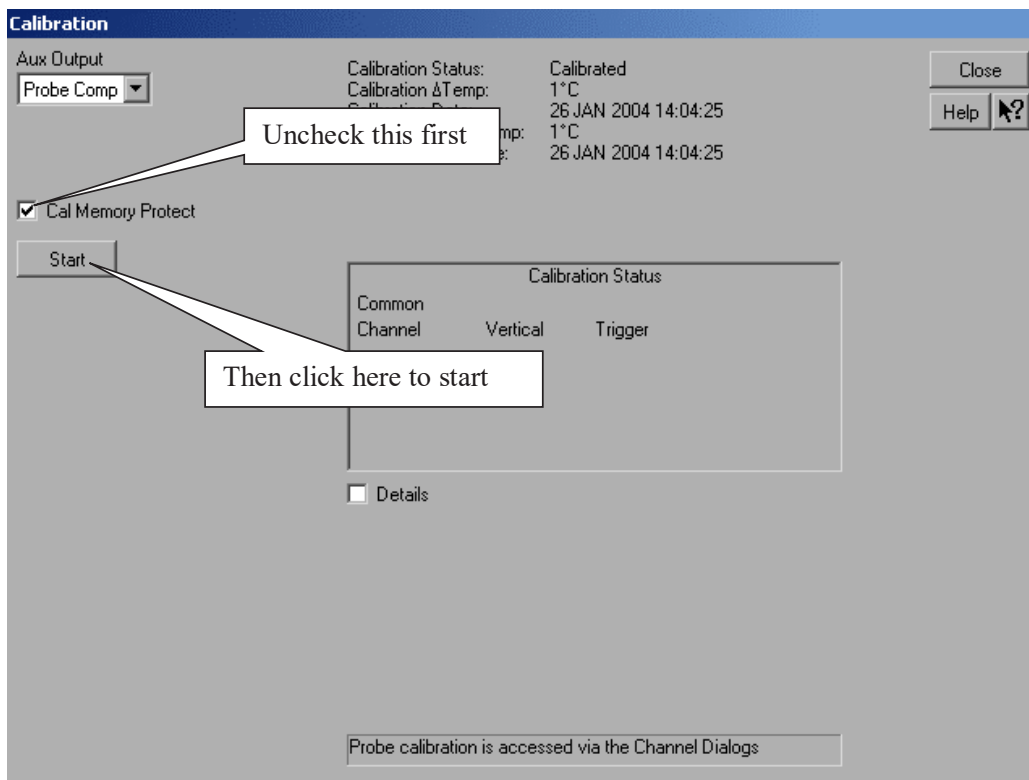 Calibration
Aux Output
Probe Comp
Calibration Status: Calibrated
Calibration ΔTemp: 1°C
26 JAN 2004 14:04:25
mp: 1°C
e: 26 JAN 2004 14:04:25
Close
Help
Uncheck this first
Cal Memory Protect
Start
Calibration Status
Common
Channel Vertical Trigger
Then click here to start
Details
Probe calibration is accessed via the Channel Dialogs